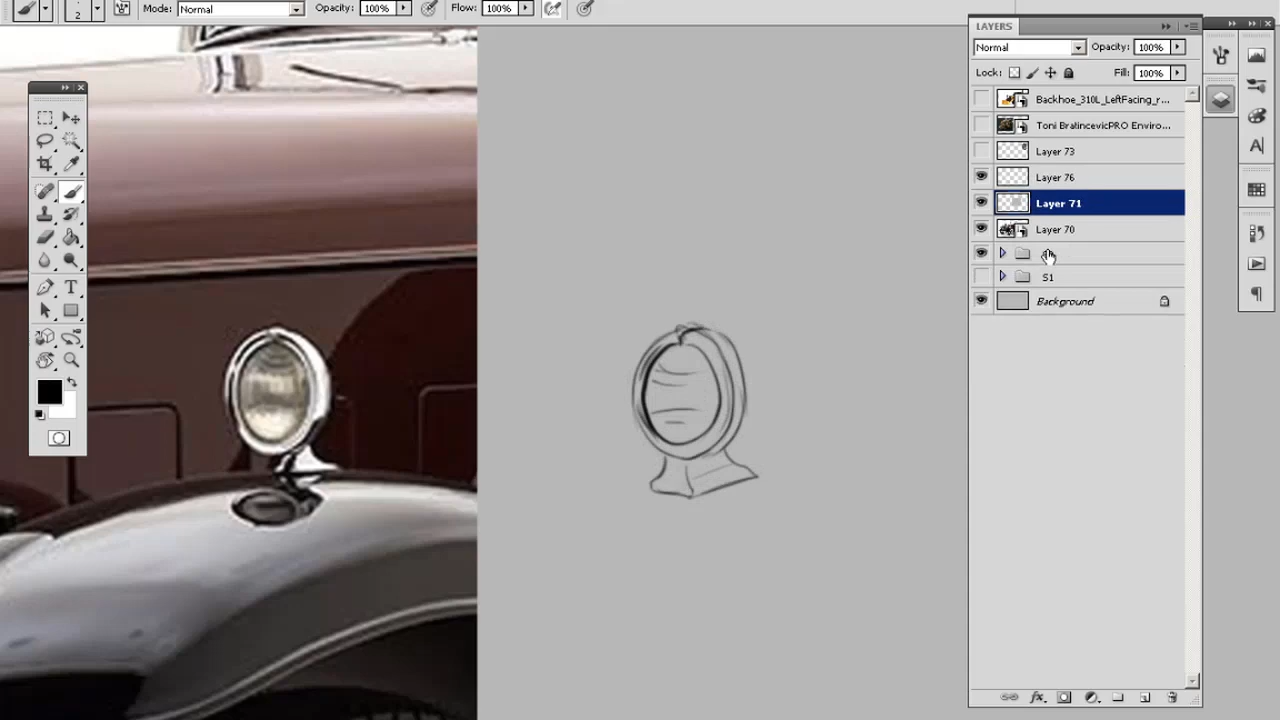 2 Mode: Normal Opacity: 100% Flow: 100%
LAYERS
Normal Opacity: 100%
Lock: Fill: 100%
Backhoe_310L_LeftFacing_r...
Toni BratincevicPRO Enviro...
Layer 73
Layer 76
Layer 71
Layer 70
S1
Background